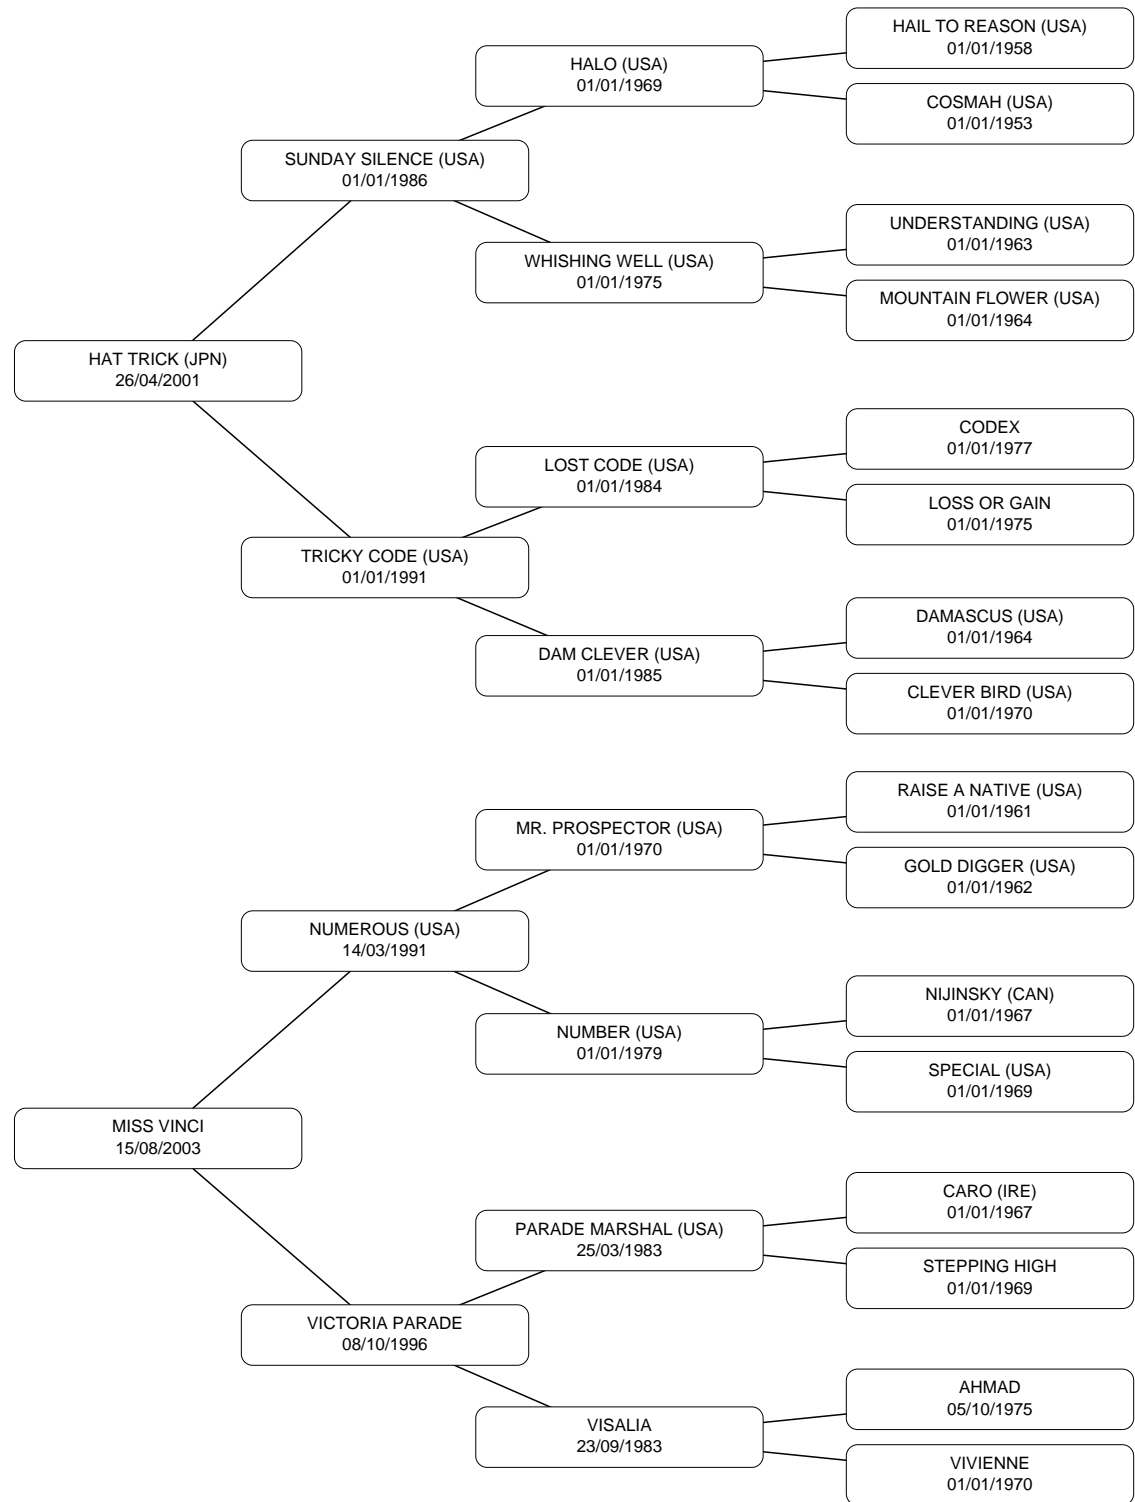 HAIL TO REASON (USA)
01/01/1958
HALO (USA)
01/01/1969
COSMAH (USA)
01/01/1953
SUNDAY SILENCE (USA)
01/01/1986
UNDERSTANDING (USA)
01/01/1963
WHISHING WELL (USA)
01/01/1975
MOUNTAIN FLOWER (USA)
01/01/1964
HAT TRICK (JPN)
26/04/2001
CODEX
01/01/1977
LOST CODE (USA)
01/01/1984
LOSS OR GAIN
01/01/1975
TRICKY CODE (USA)
01/01/1991
DAMASCUS (USA)
01/01/1964
DAM CLEVER (USA)
01/01/1985
CLEVER BIRD (USA)
01/01/1970
RAISE A NATIVE (USA)
01/01/1961
MR. PROSPECTOR (USA)
01/01/1970
GOLD DIGGER (USA)
01/01/1962
NUMEROUS (USA)
14/03/1991
NIJINSKY (CAN)
01/01/1967
NUMBER (USA)
01/01/1979
SPECIAL (USA)
01/01/1969
MISS VINCI
15/08/2003
CARO (IRE)
01/01/1967
PARADE MARSHAL (USA)
25/03/1983
STEPPING HIGH
01/01/1969
VICTORIA PARADE
08/10/1996
AHMAD
05/10/1975
VISALIA
23/09/1983
VIVIENNE
01/01/1970